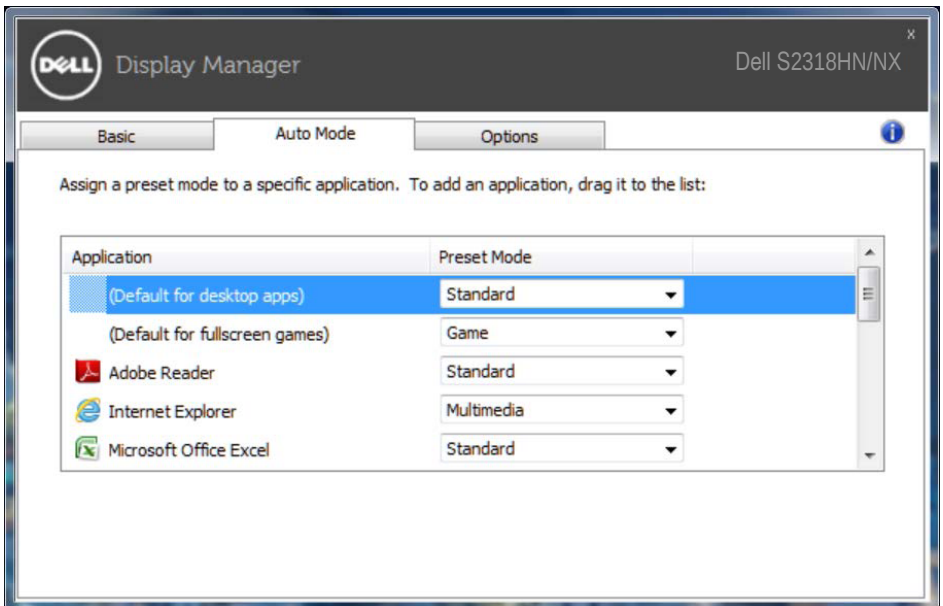 DELL Display Manager
Dell S2318HN/NX
x
Basic Auto Mode Options
i
Assign a preset mode to a specific application. To add an application, drag it to the list:
Application Preset Mode
(Default for desktop apps) Standard
(Default for fullscreen games) Game
Adobe Reader Standard
Internet Explorer Multimedia
Microsoft Office Excel Standard